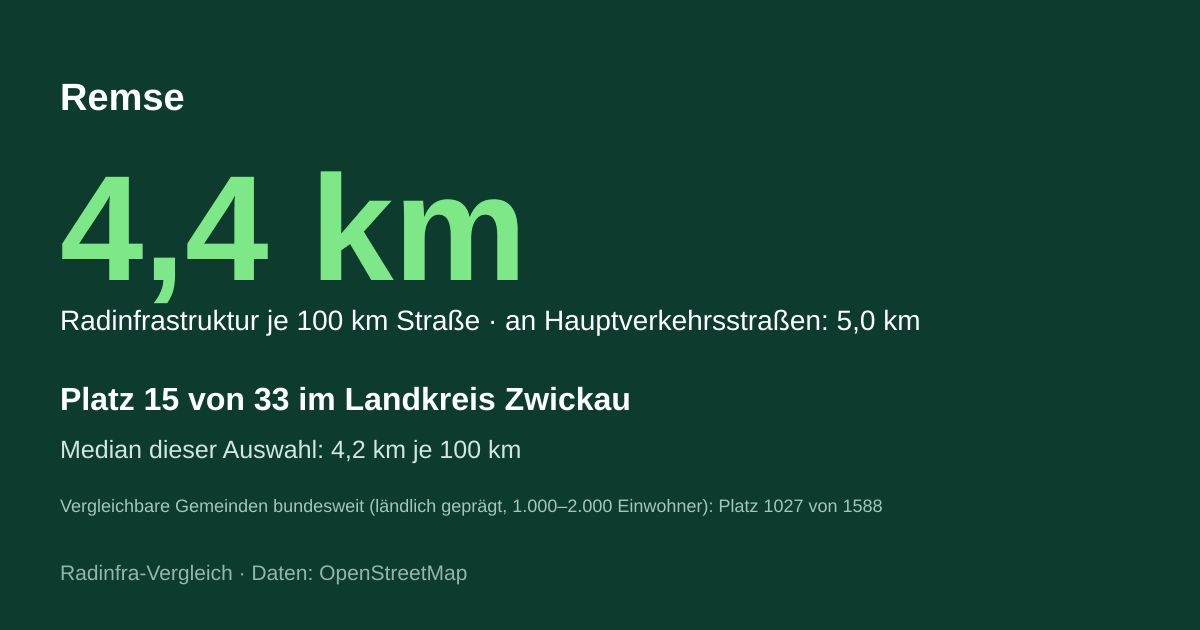 Remse
4,4 km
Radinfrastruktur je 100 km Straße · an Hauptverkehrsstraßen: 5,0 km
Platz 15 von 33 im Landkreis Zwickau
Median dieser Auswahl: 4,2 km je 100 km
Vergleichbare Gemeinden bundesweit (ländlich geprägt, 1.000–2.000 Einwohner): Platz 1027 von 1588
Radinfra-Vergleich · Daten: OpenStreetMap